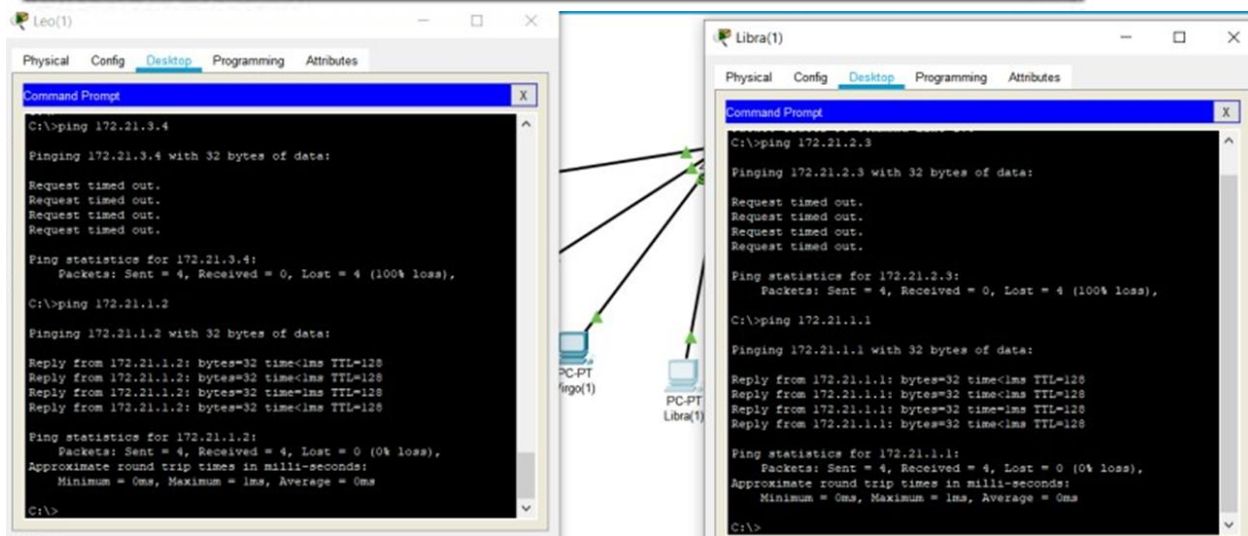 Leo(1)
Physical Config Desktop Programming Attributes
Command Prompt X
C:\>ping 172.21.3.4
Pinging 172.21.3.4 with 32 bytes of data:
Request timed out.
Request timed out.
Request timed out.
Request timed out.
Ping statistics for 172.21.3.4:
Packets: Sent = 4, Received = 0, Lost = 4 (100% loss),
C:\>ping 172.21.1.2
Pinging 172.21.1.2 with 32 bytes of data:
Reply from 172.21.1.2: bytes=32 time<1ms TTL=128
Reply from 172.21.1.2: bytes=32 time<1ms TTL=128
Reply from 172.21.1.2: bytes=32 time=1ms TTL=128
Reply from 172.21.1.2: bytes=32 time<1ms TTL=128
Ping statistics for 172.21.1.2:
Packets: Sent = 4, Received = 4, Lost = 0 (0% loss),
Approximate round trip times in milli-seconds:
Minimum = 0ms, Maximum = 1ms, Average = 0ms
C:\>
PC-PT
Virgo(1)
PC-PT
Libra(1)
Libra(1)
Physical Config Desktop Programming Attributes
Command Prompt X
C:\>ping 172.21.2.3
Pinging 172.21.2.3 with 32 bytes of data:
Request timed out.
Request timed out.
Request timed out.
Request timed out.
Ping statistics for 172.21.2.3:
Packets: Sent = 4, Received = 0, Lost = 4 (100% loss),
C:\>ping 172.21.1.1
Pinging 172.21.1.1 with 32 bytes of data:
Reply from 172.21.1.1: bytes=32 time<1ms TTL=128
Reply from 172.21.1.1: bytes=32 time<1ms TTL=128
Reply from 172.21.1.1: bytes=32 time=1ms TTL=128
Reply from 172.21.1.1: bytes=32 time<1ms TTL=128
Ping statistics for 172.21.1.1:
Packets: Sent = 4, Received = 4, Lost = 0 (0% loss),
Approximate round trip times in milli-seconds:
Minimum = 0ms, Maximum = 1ms, Average = 0ms
C:\>